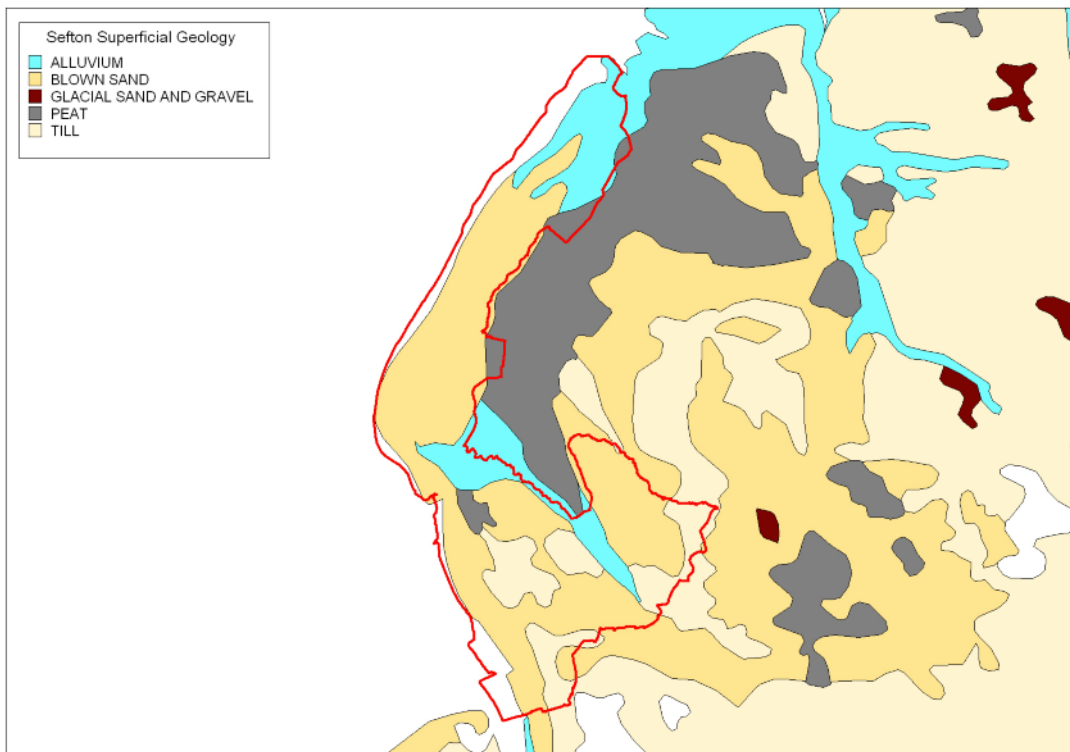 Sefton Superficial Geology
ALLUVIUM
BLOWN SAND
GLACIAL SAND AND GRAVEL
PEAT
TILL